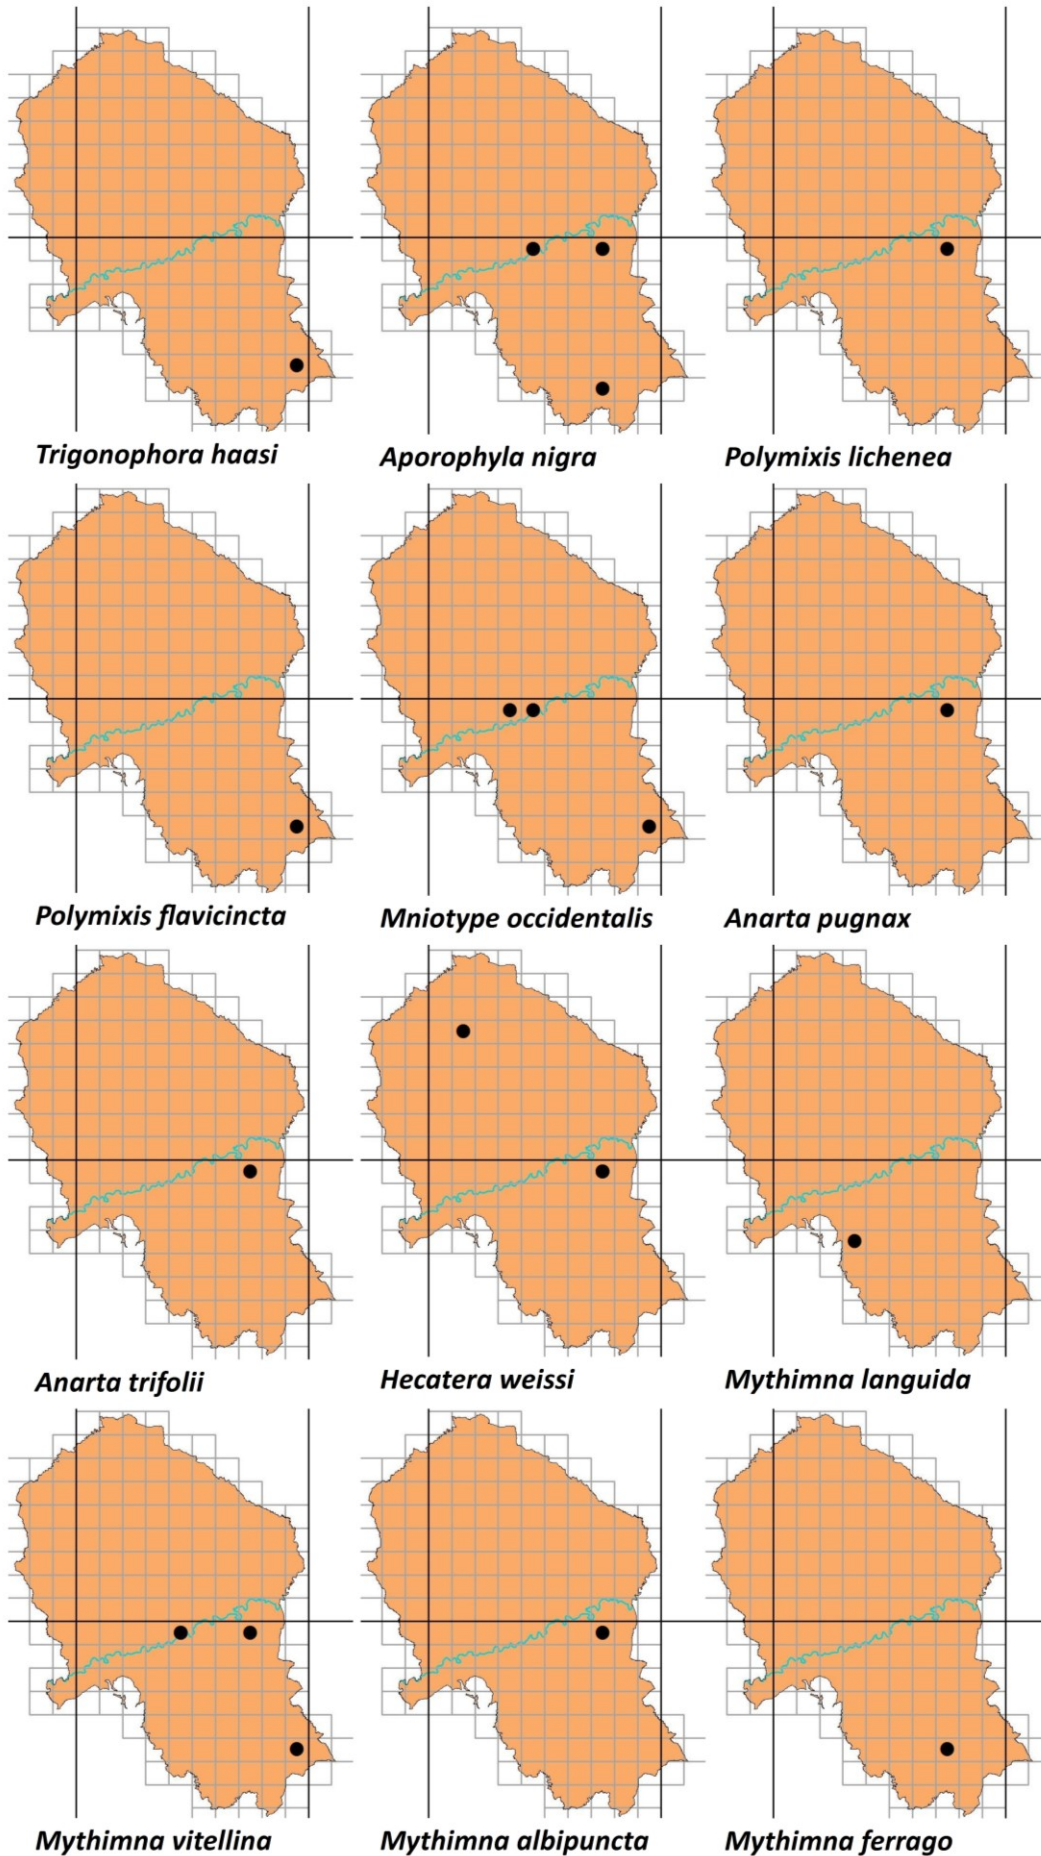 Trigonophora haasi
Aporophyla nigra
Polymixis lichenea
Polymixis flavicincta
Mniotype occidentalis
Anarta pugnax
Anarta trifolii
Hecatera weissi
Mythimna languida
Mythimna vitellina
Mythimna albipuncta
Mythimna ferrago